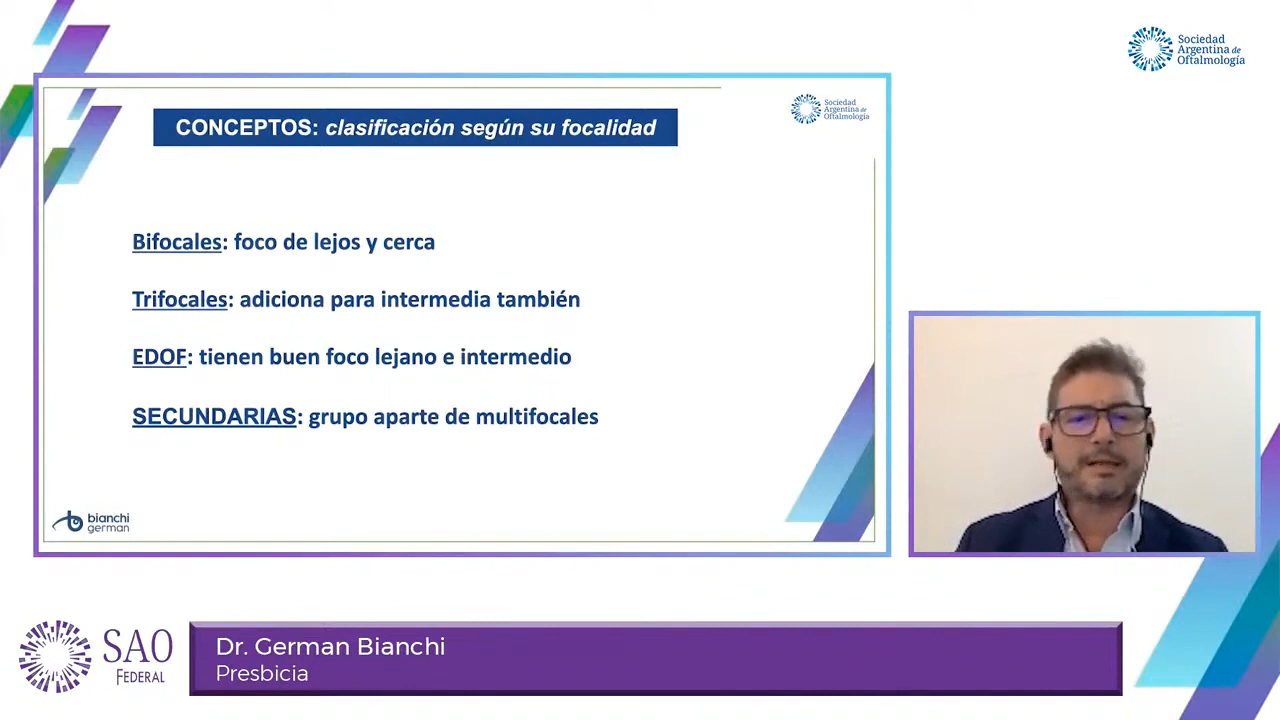 Sociedad
Argentina de
Oftalmología
CONCEPTOS: clasificación según su focalidad
Sociedad
Argentina de
Oftalmología
Bifocales: foco de lejos y cerca
Trifocales: adiciona para intermedia también
EDOF: tienen buen foco lejano e intermedio
SECUNDARIAS: grupo aparte de multifocales
bianchi
german
SAO
FEDERAL
Dr. German Bianchi
Presbicia